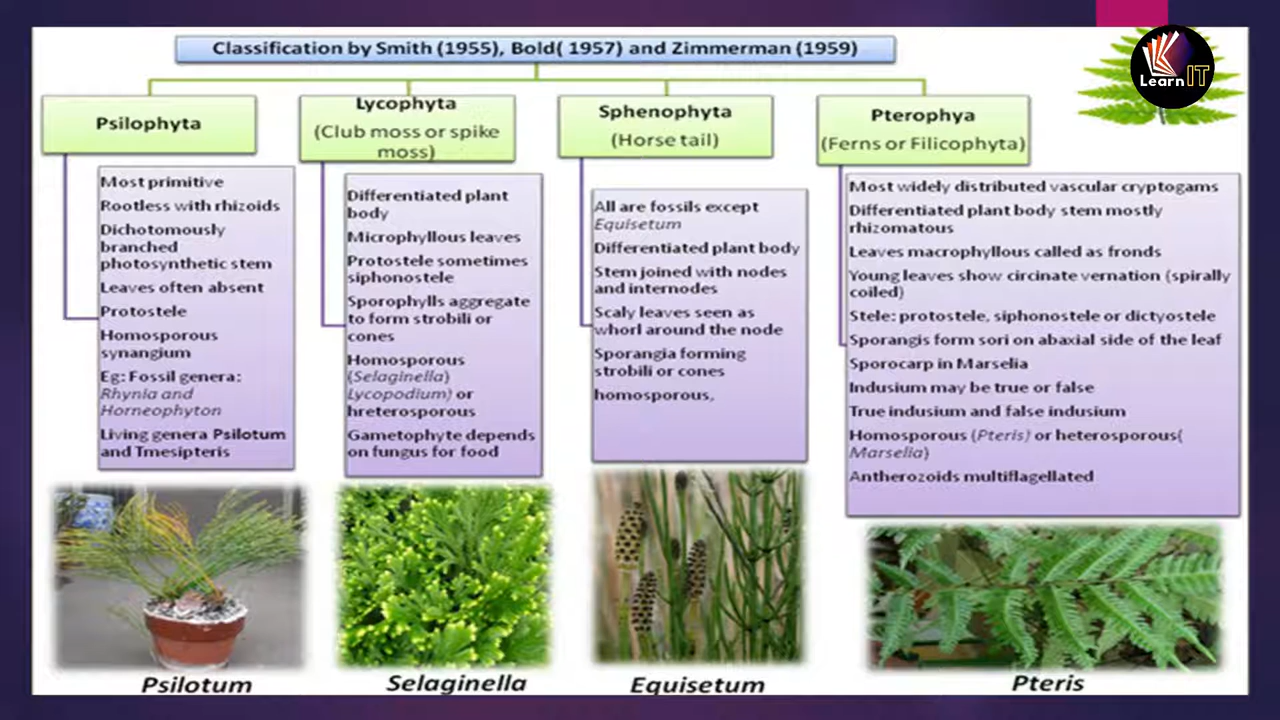 Classification by Smith (1955), Bold( 1957) and Zimmerman (1959)
Learn IT
Psilophyta
Most primitive
Rootless with rhizoids
Dichotomously
branched
photosynthetic stem
Leaves often absent
Protostele
Homosporous
synangium
Eg: Fossil genera:
Rhynia and
Horneophyton
Living genera Psilotum
and Tmesipteris
Psilotum
Lycophyta
(Club moss or spike
moss)
Differentiated plant
body
Microphyllous leaves
Protostele sometimes
siphonostele
Sporophylls aggregate
to form strobili or
cones
Homosporous
(Selaginella)
Lycopodium) or
hreterosporous
Gametophyte depends
on fungus for food
Selaginella
Sphenophyta
(Horse tail)
All are fossils except
Equisetum
Differentiated plant body
Stem joined with nodes
and internodes
Scaly leaves seen as
whorl around the node
Sporangia forming
strobili or cones
homosporous,
Equisetum
Pterophya
(Ferns or Filicophyta)
Most widely distributed vascular cryptogams
Differentiated plant body stem mostly
rhizomatous
Leaves macrophyllous called as fronds
Young leaves show circinate vernation (spirally
coiled)
Stele: protostele, siphonostele or dictyostele
Sporangis form sori on abaxial side of the leaf
Sporocarp in Marselia
Indusium may be true or false
True indusium and false indusium
Homosporous (Pteris) or heterosporous(
Marselia)
Antherozoids multiflagellated
Pteris